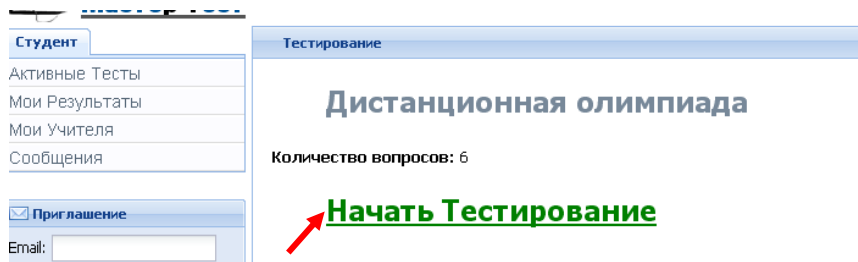 Студент
Активные Тесты
Мои Результаты
Мои Учителя
Сообщения
Приглашение
Email:
Тестирование
Дистанционная олимпиада
Количество вопросов: 6
Начать Тестирование